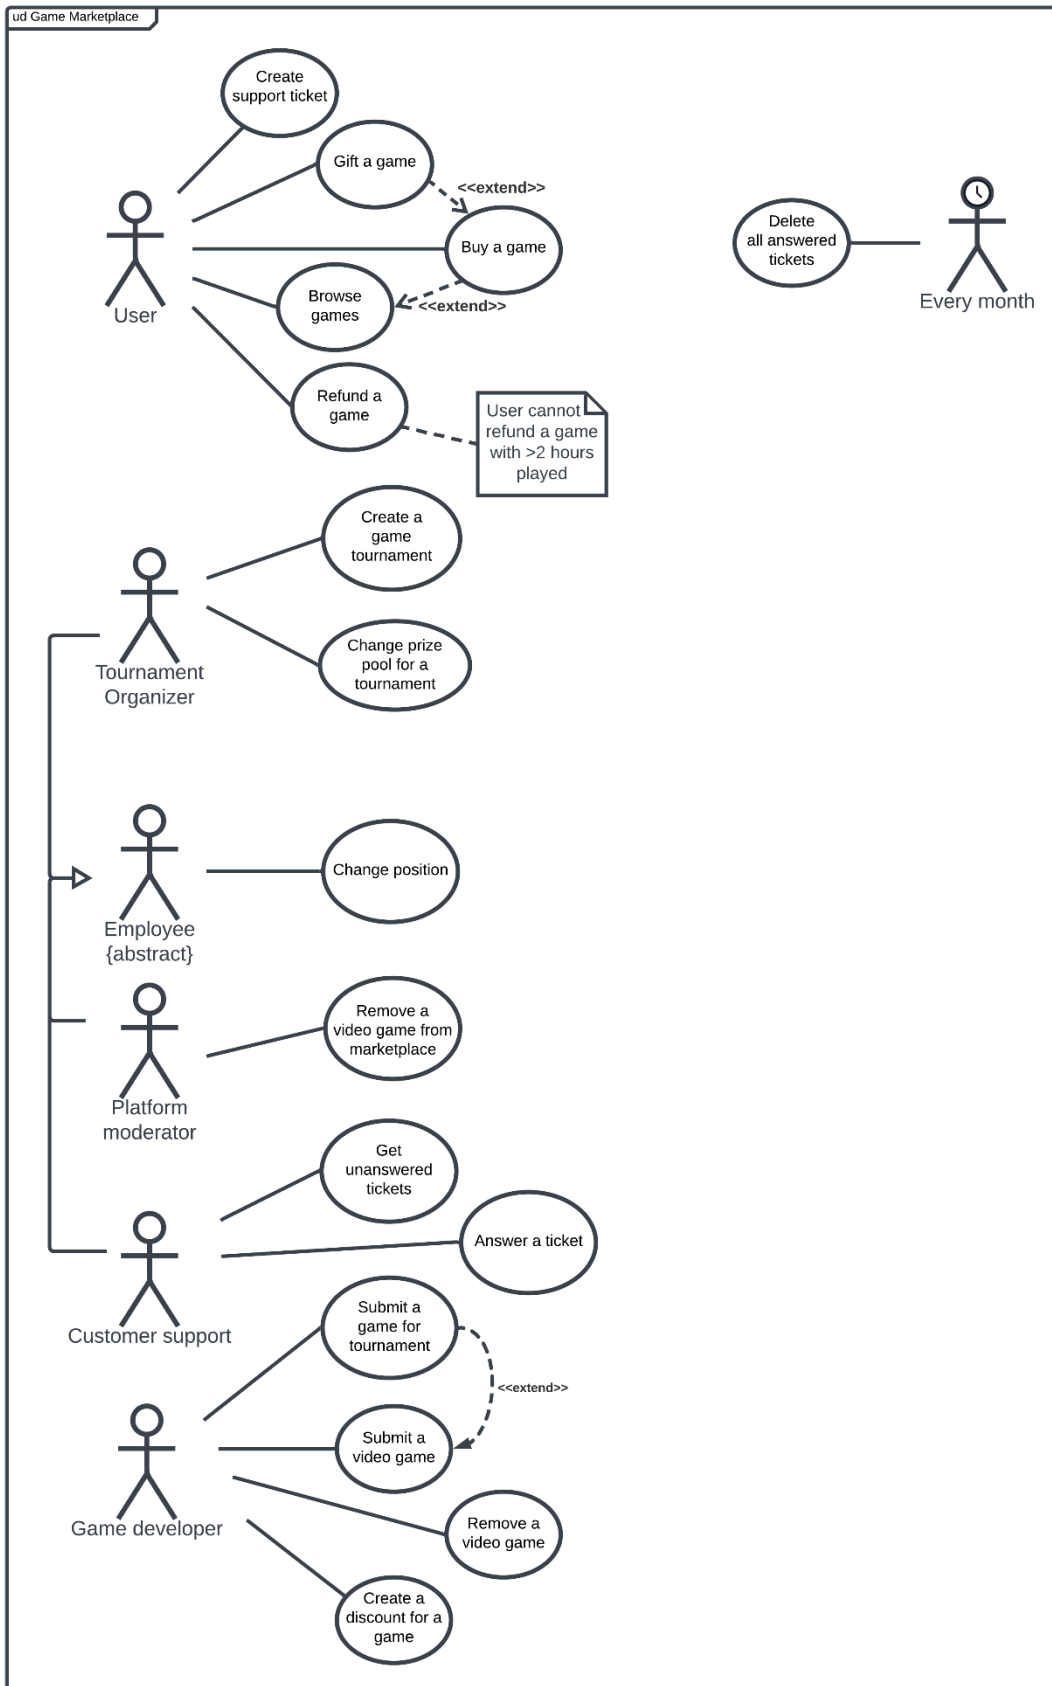 ud Game Marketplace
Create
support ticket
Gift a game
<<extend>>
Buy a game
Browse
games
<<extend>>
User
Refund a
game
User cannot
refund a game
with >2 hours
played
Delete
all answered
tickets
Every month
Create a
game
tournament
Change prize
pool for a
tournament
Tournament
Organizer
Change position
Employee
{abstract}
Remove a
video game from
marketplace
Platform
moderator
Get
unanswered
tickets
Answer a ticket
Customer support
Submit a
game for
tournament
<<extend>>
Submit a
video game
Game developer
Remove a
video game
Create a
discount for a
game